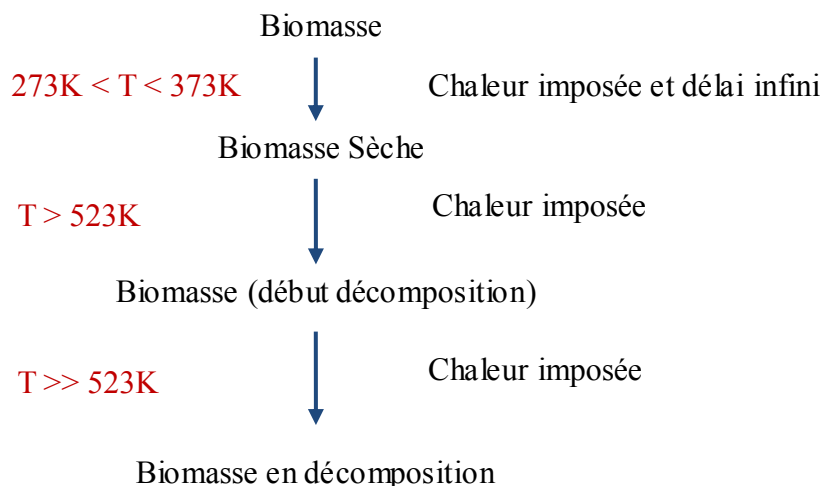 Biomasse
273K < T < 373K Chaleur imposée et délai infini
Biomasse Sèche
T > 523K Chaleur imposée
Biomasse (début décomposition)
T >> 523K Chaleur imposée
Biomasse en décomposition